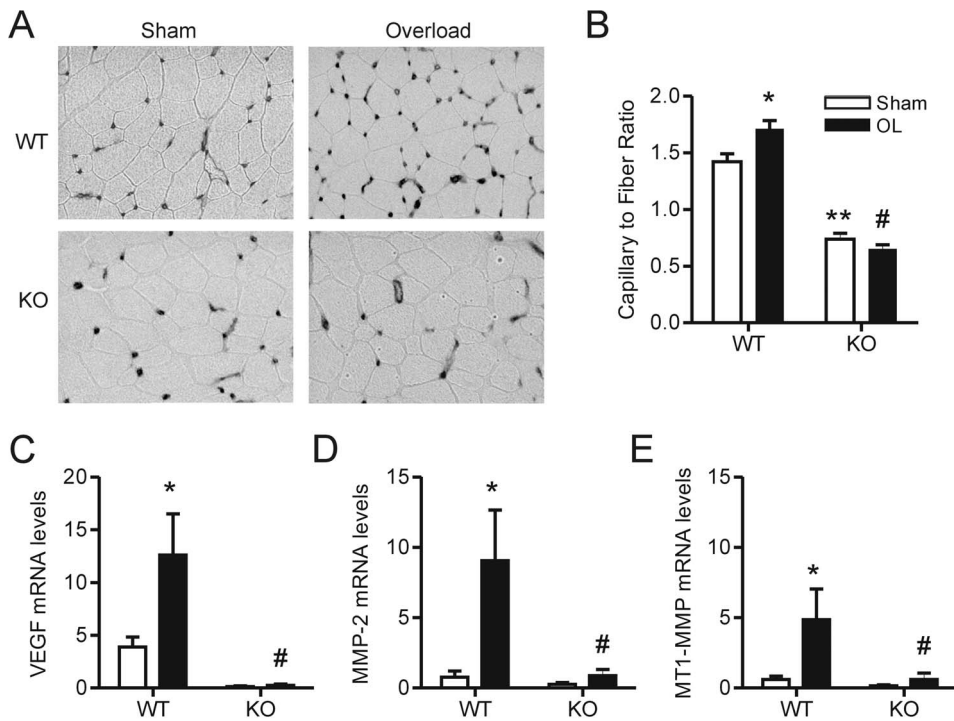 A
Sham
Overload
WT
KO
B
Capillary to Fiber Ratio
2.0
1.5
1.0
0.5
0.0
*
**
#
Sham
OL
WT
KO
C
VEGF mRNA levels
20
15
10
5
0
*
#
WT
KO
D
MMP-2 mRNA levels
15
10
5
0
*
#
WT
KO
E
MT1-MMP mRNA levels
15
10
5
0
*
#
WT
KO